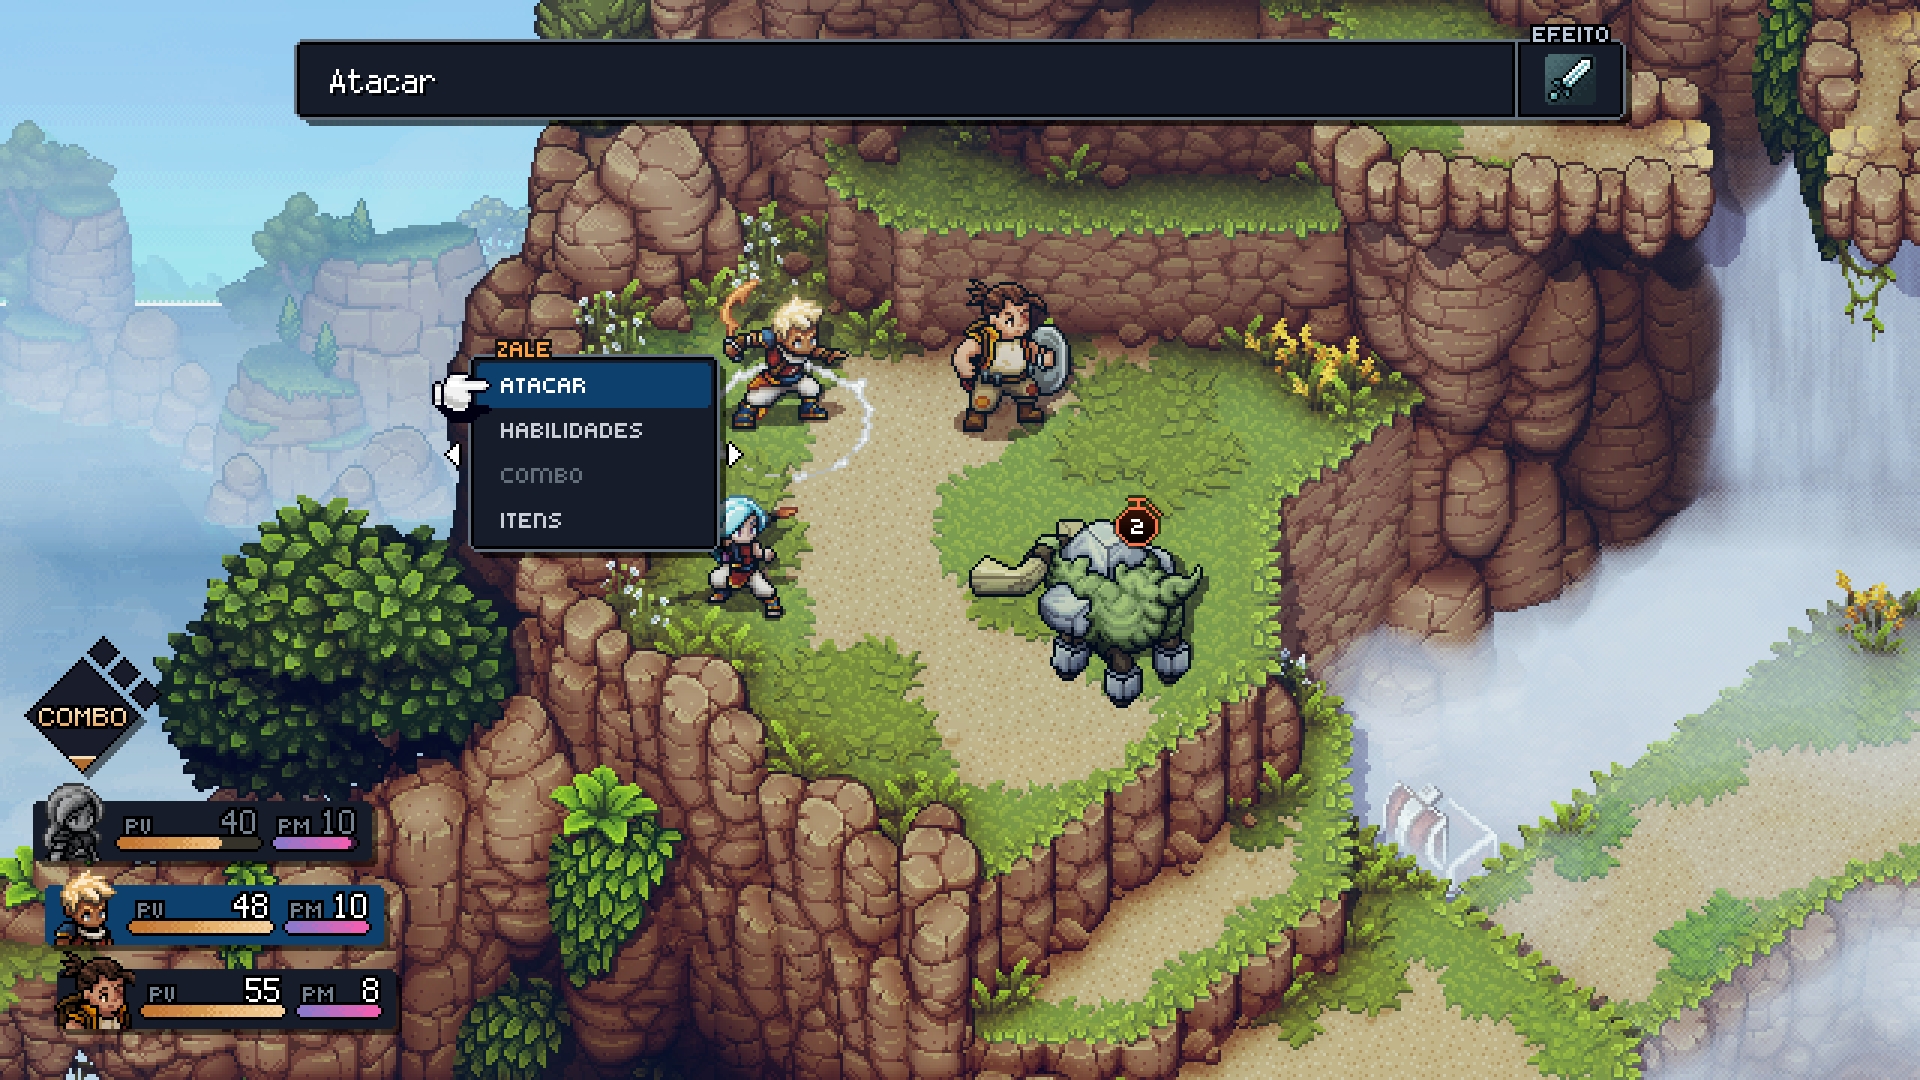 EFEITO
Atacar
ZALE
ATACAR
HABILIDADES
COMBO
ITENS
2
COMBO
PV 40 PM 10
PV 48 PM 10
PV 55 PM 8